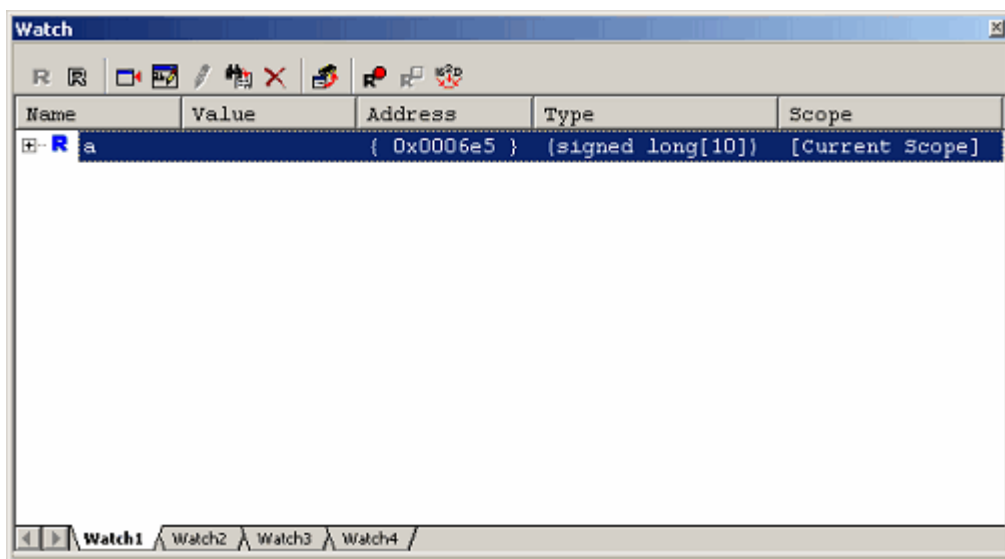 Watch
Name Value Address Type Scope
R a { 0x0006e5 } (signed long[10]) [Current Scope]
Watch1 Watch2 Watch3 Watch4